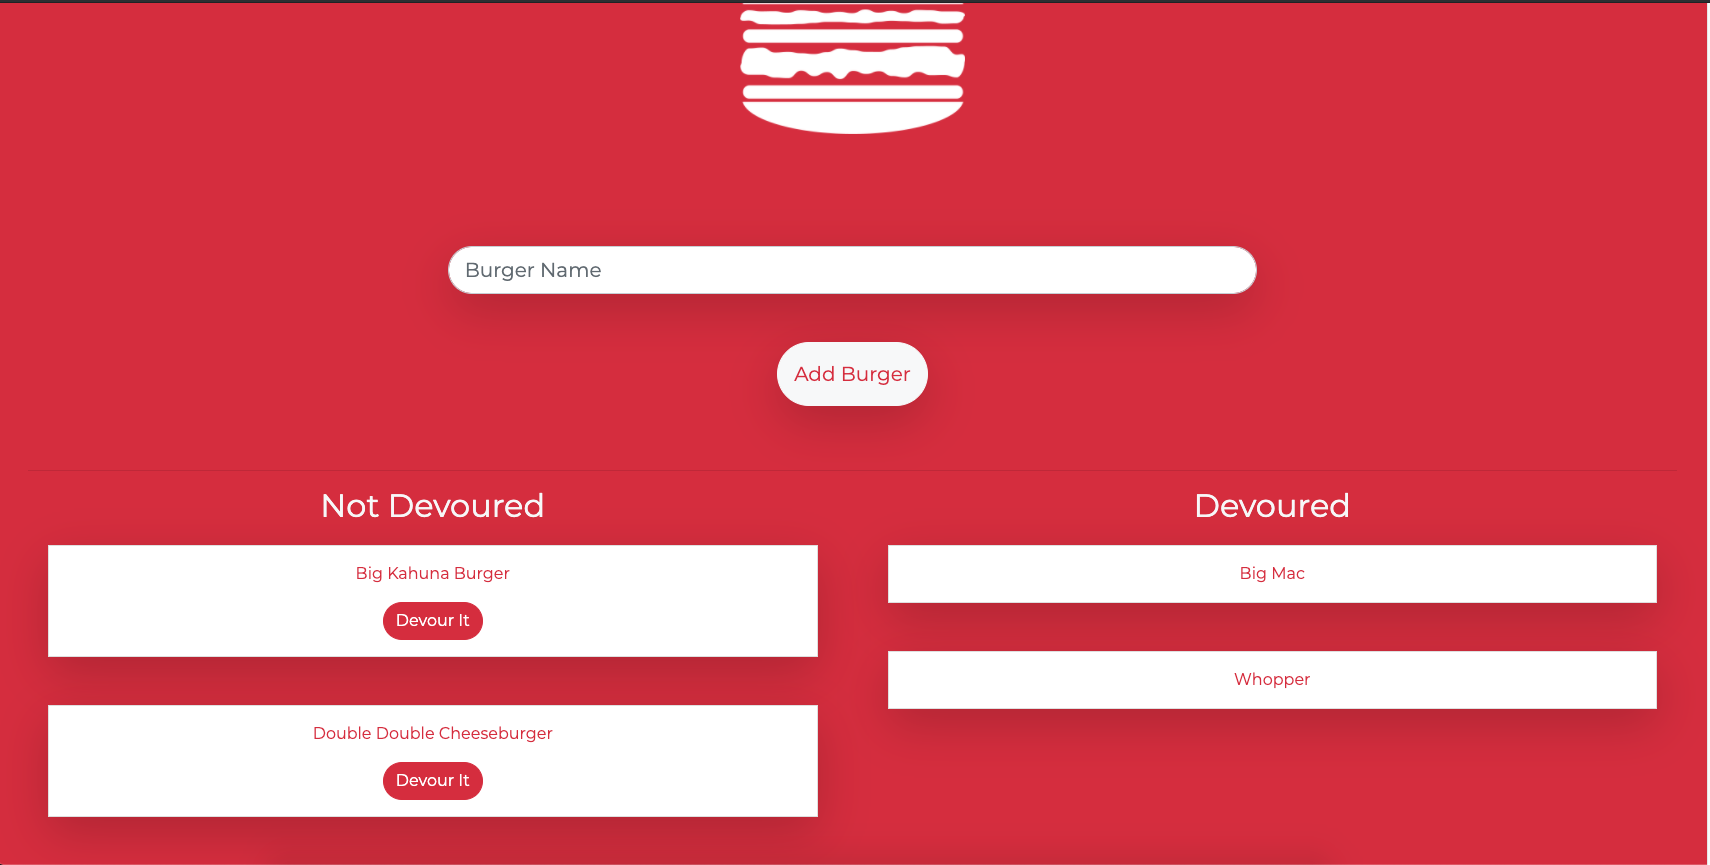 Burger Name
Add Burger
Not Devoured
Big Kahuna Burger
Devour It
Double Double Cheeseburger
Devour It
Devoured
Big Mac
Whopper